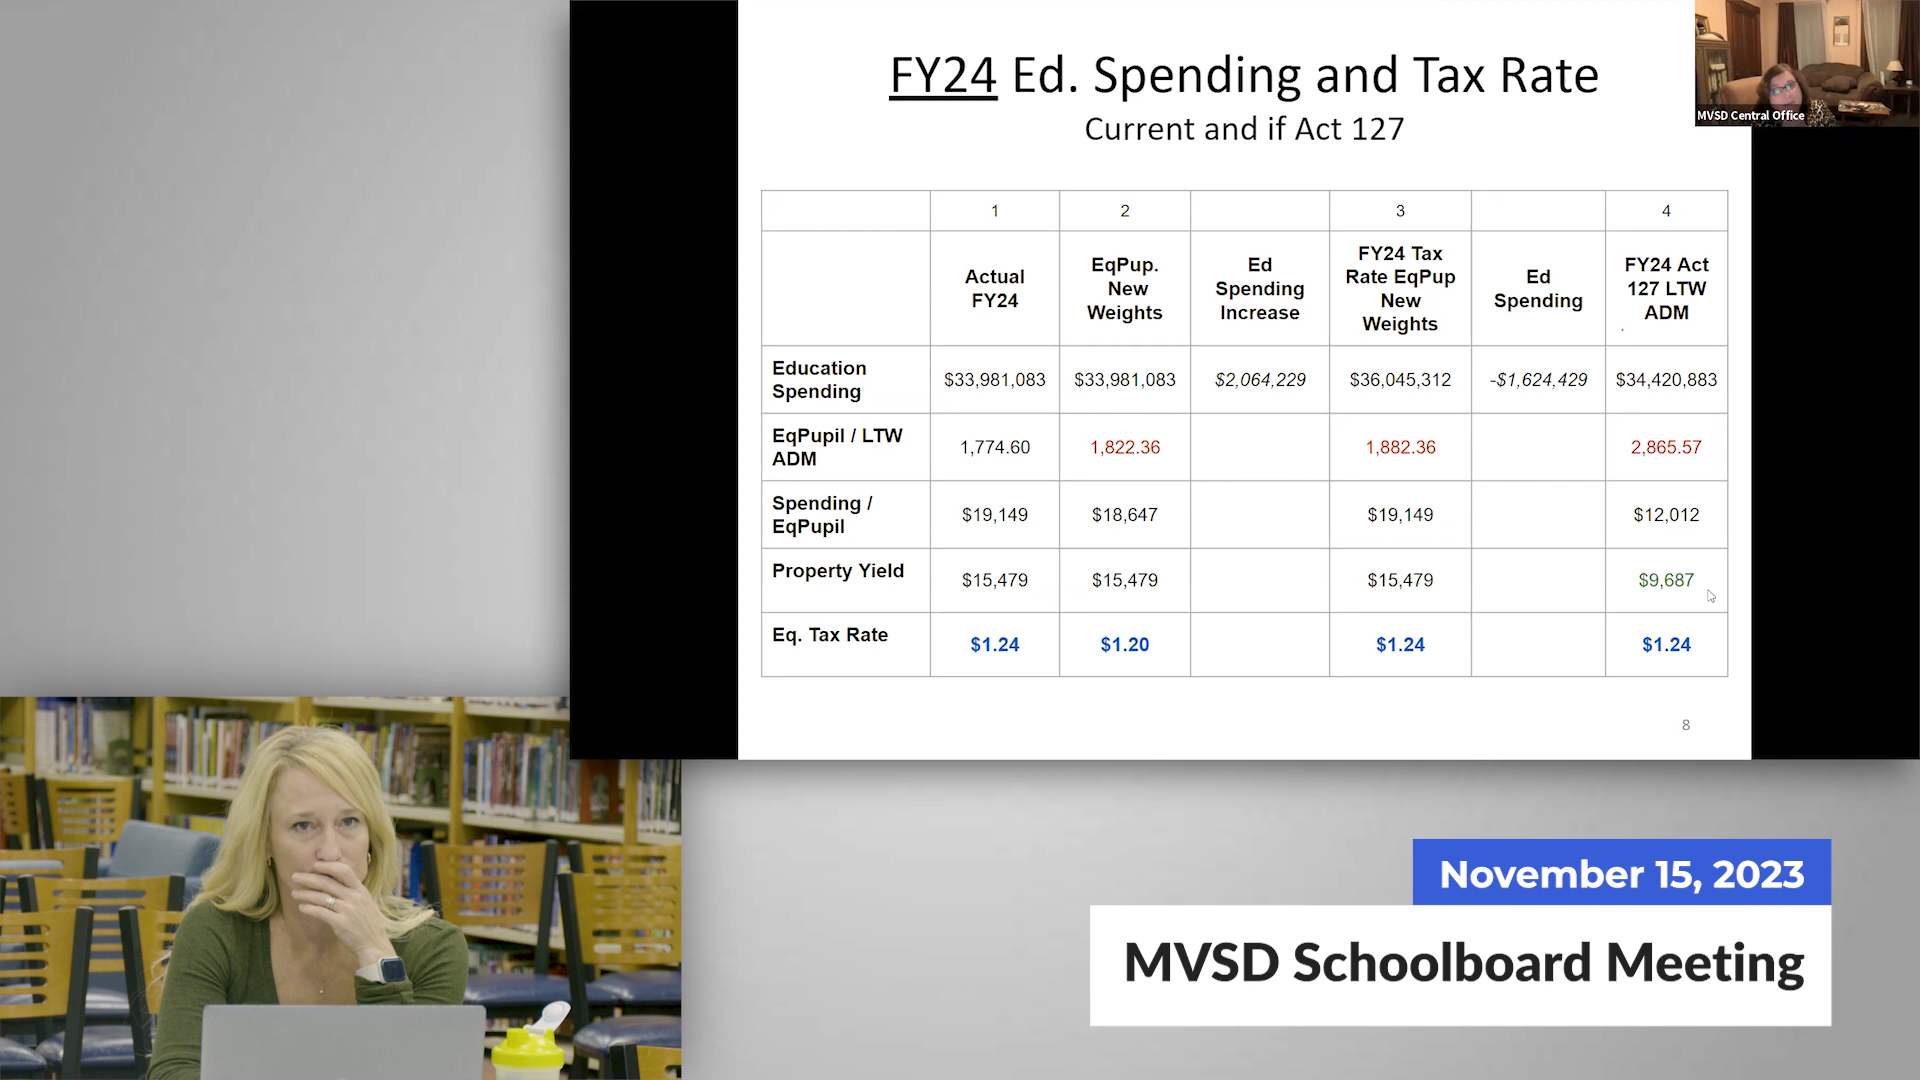 FY24 Ed. Spending and Tax Rate
Current and if Act 127
MVSD Central Office
1 2 3 4
Actual FY24
EqPup. New Weights
Ed Spending Increase
FY24 Tax Rate EqPup New Weights
Ed Spending
FY24 Act 127 LTW ADM
Education Spending $33,981,083 $33,981,083 $2,064,229 $36,045,312 -$1,624,429 $34,420,883
EqPupil / LTW ADM 1,774.60 1,822.36 1,882.36 2,865.57
Spending / EqPupil $19,149 $18,647 $19,149 $12,012
Property Yield $15,479 $15,479 $15,479 $9,687
Eq. Tax Rate $1.24 $1.20 $1.24 $1.24
8
November 15, 2023
MVSD Schoolboard Meeting